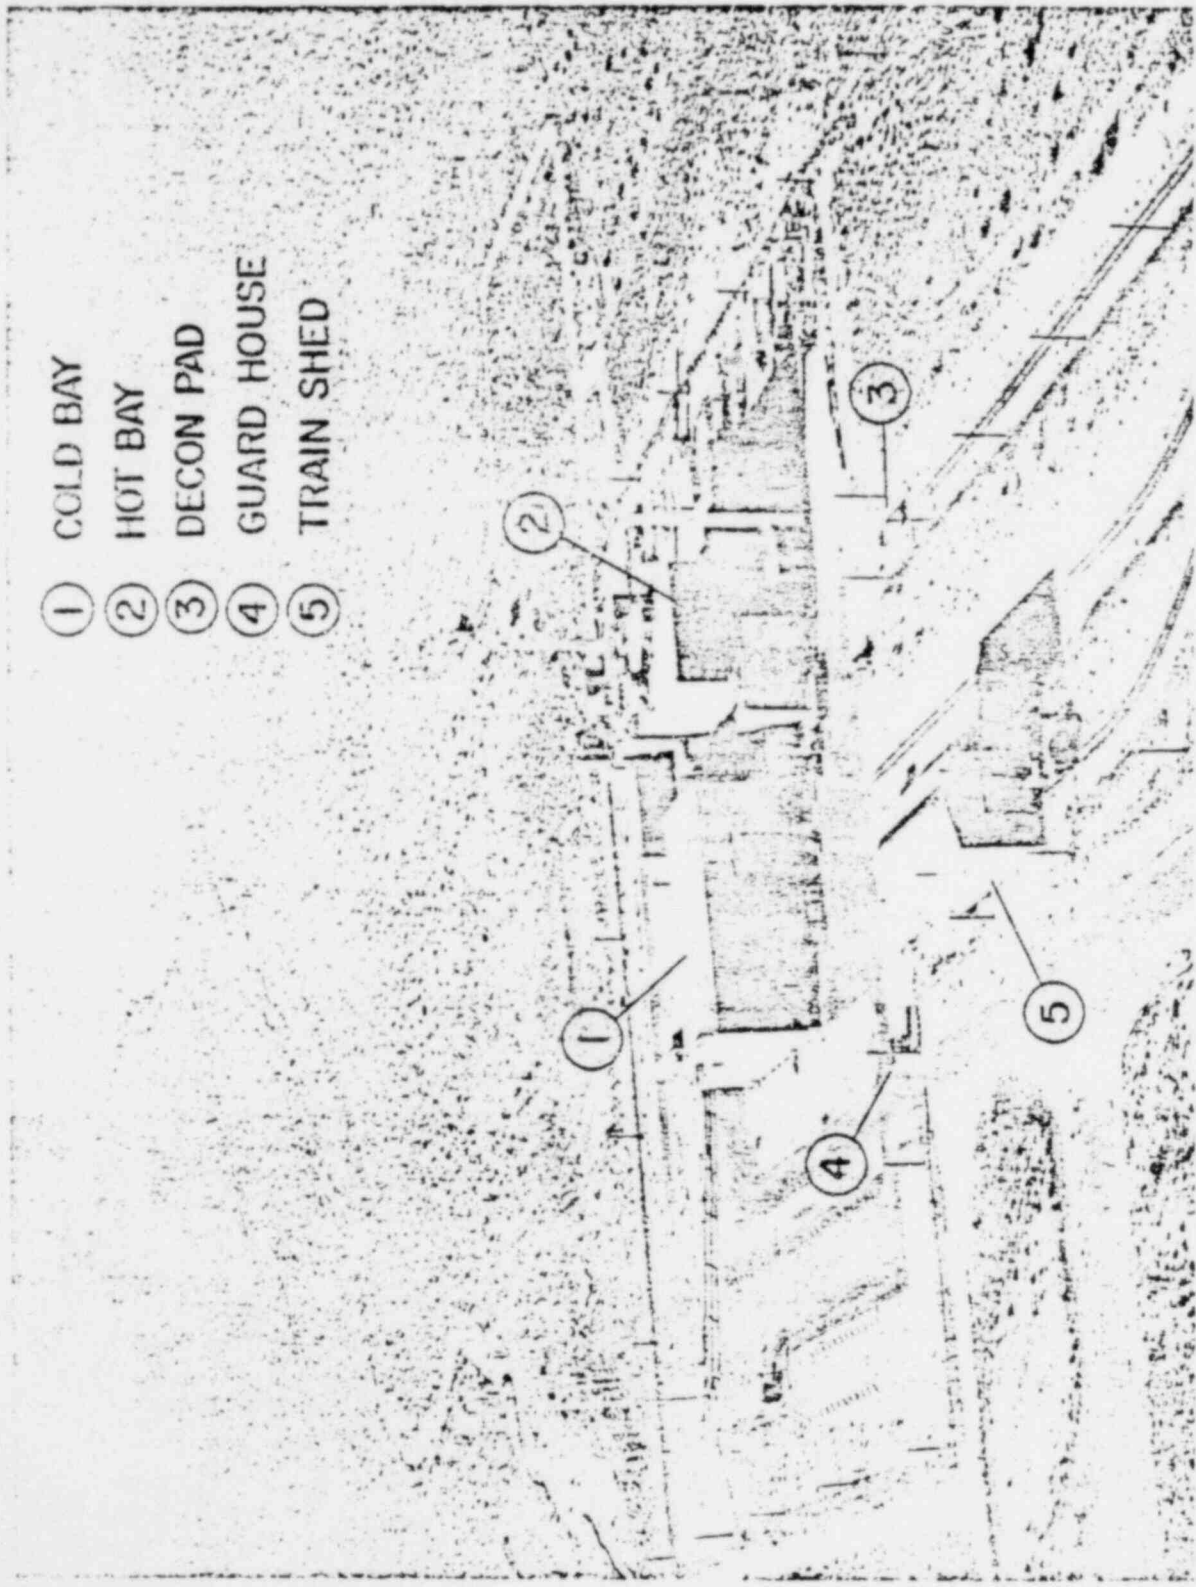 ① COLD BAY
② HOT BAY
③ DECON PAD
④ GUARD HOUSE
⑤ TRAIN SHED
②
③
①
④
⑤